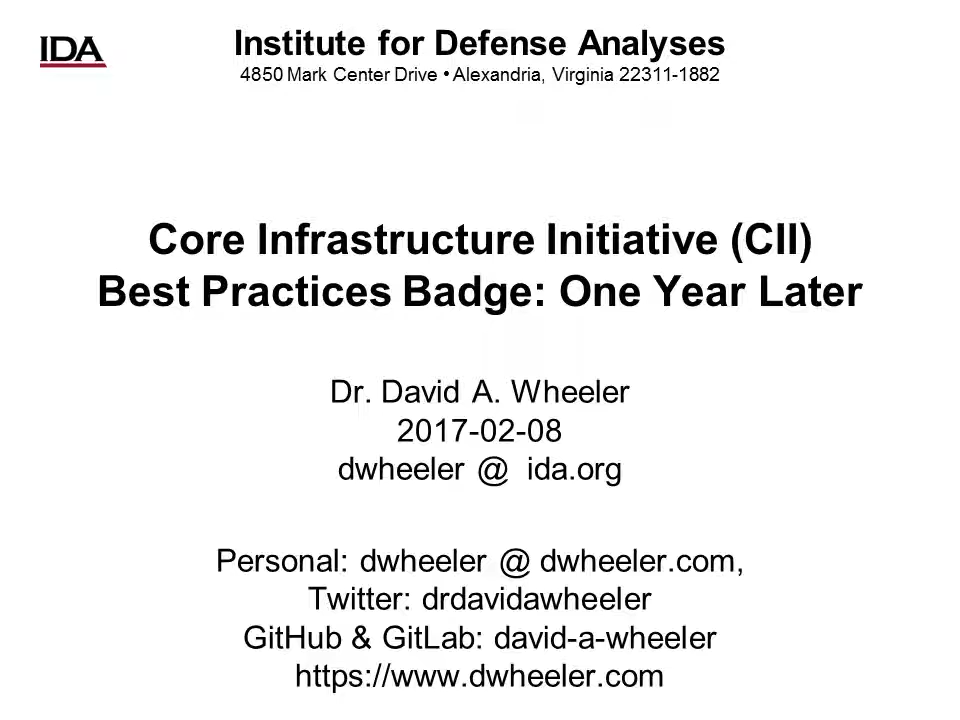 IDA
Institute for Defense Analyses
4850 Mark Center Drive • Alexandria, Virginia 22311-1882
Core Infrastructure Initiative (CII)
Best Practices Badge: One Year Later
Dr. David A. Wheeler
2017-02-08
dwheeler @ ida.org
Personal: dwheeler @ dwheeler.com,
Twitter: drdavidawheeler
GitHub & GitLab: david-a-wheeler
https://www.dwheeler.com